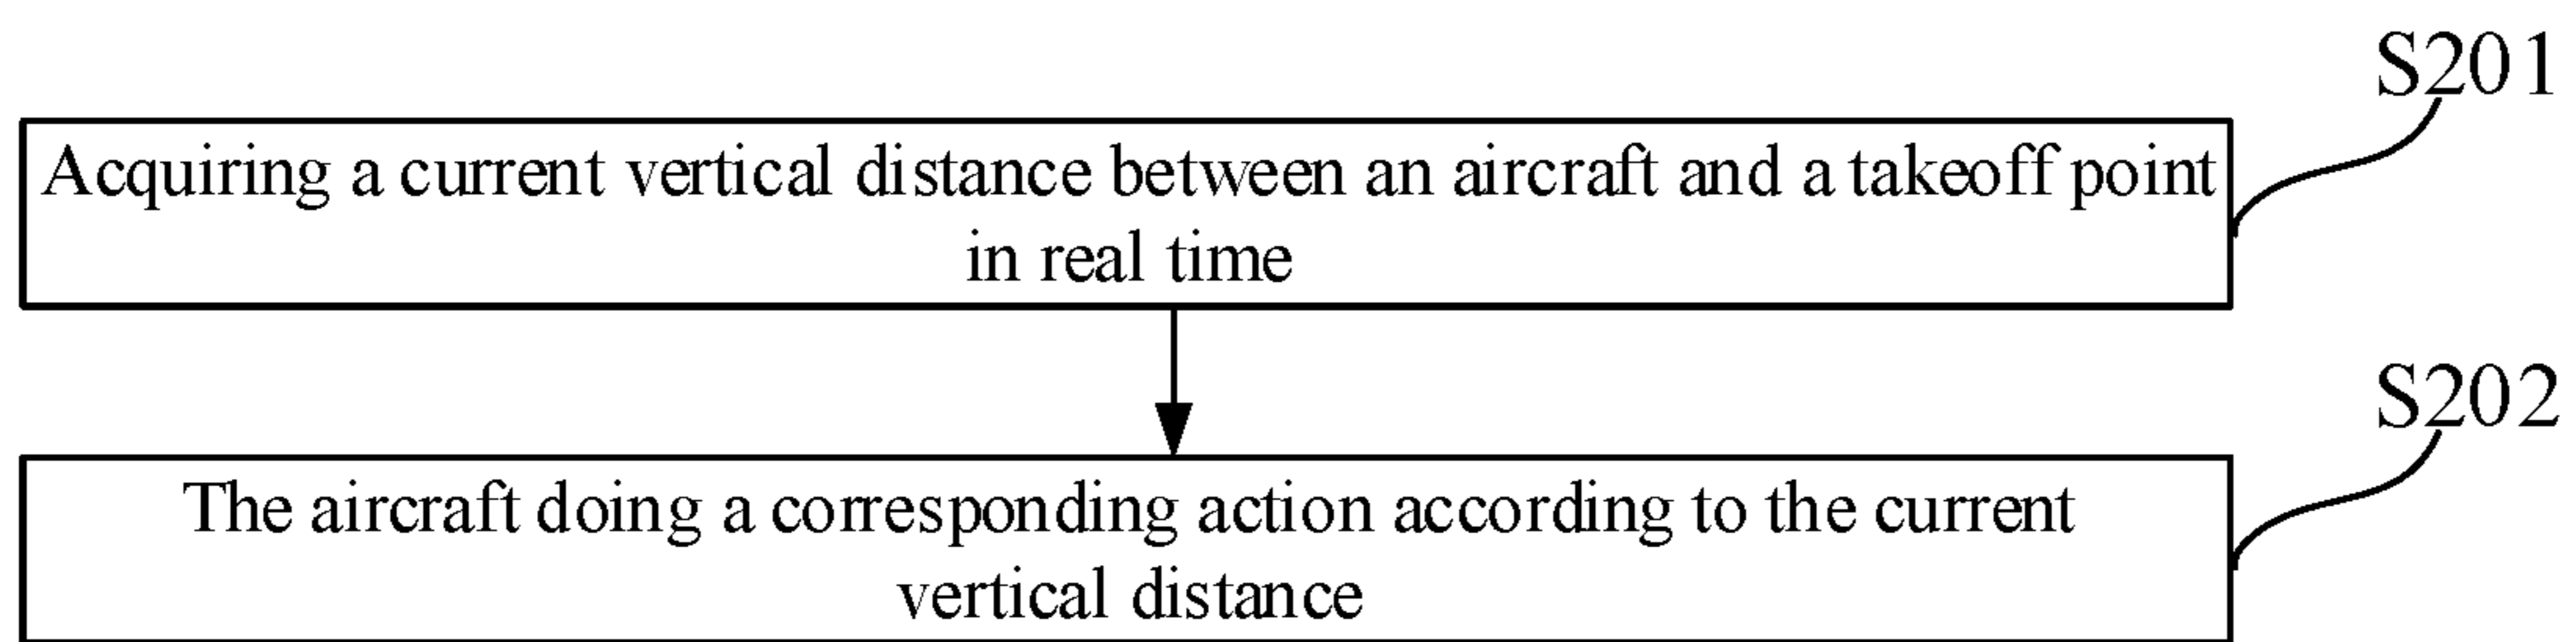 S201
Acquiring a current vertical distance between an aircraft and a takeoff point
in real time
S202
The aircraft doing a corresponding action according to the current
vertical distance